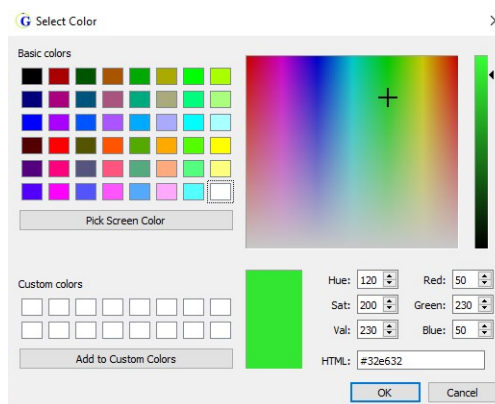 G Select Color
Basic colors
Pick Screen Color
Custom colors
Add to Custom Colors
Hue: 120 Red: 50
Sat: 200 Green: 230
Val: 230 Blue: 50
HTML: #32e632
OK Cancel